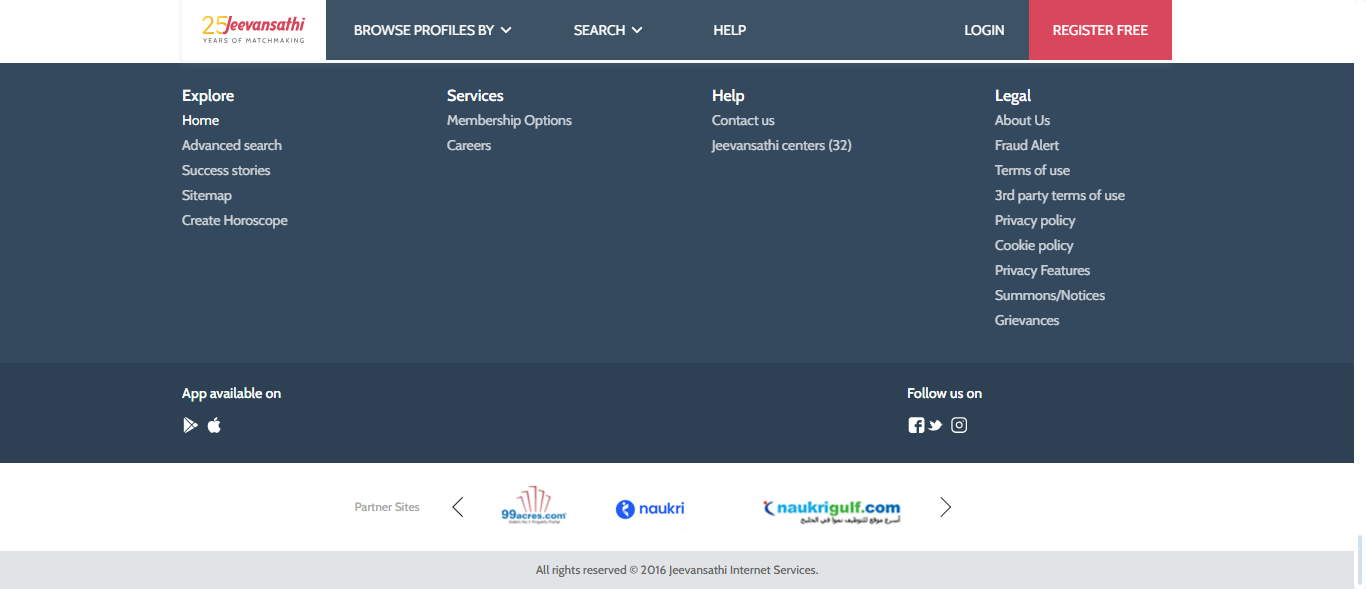 25 Jeevansathi
YEARS OF MATCHMAKING
BROWSE PROFILES BY
SEARCH
HELP
LOGIN
REGISTER FREE
Explore
Home
Advanced search
Success stories
Sitemap
Create Horoscope
Services
Membership Options
Careers
Help
Contact us
Jeevansathi centers (32)
Legal
About Us
Fraud Alert
Terms of use
3rd party terms of use
Privacy policy
Cookie policy
Privacy Features
Summons/Notices
Grievances
App available on
Follow us on
Partner Sites
99acres.com
India's No.1 Property Portal
naukri
naukrigulf.com
أسرع موقع للتوظيف نموا في الخليج
All rights reserved © 2016 Jeevansathi Internet Services.